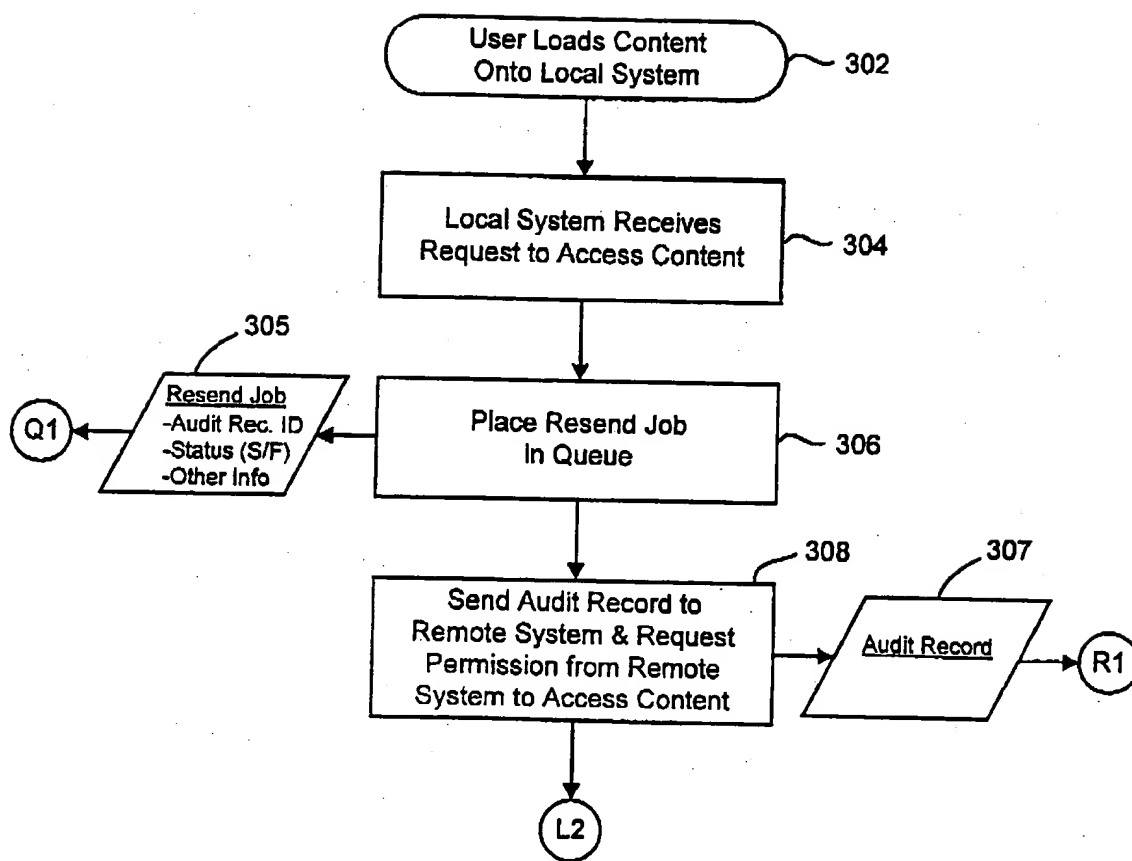 User Loads Content
Onto Local System
302
Local System Receives
Request to Access Content
304
305
Resend Job
-Audit Rec. ID
-Status (S/F)
-Other Info
Q1
Place Resend Job
In Queue
306
308
307
Send Audit Record to
Remote System & Request
Permission from Remote
System to Access Content
Audit Record
R1
L2